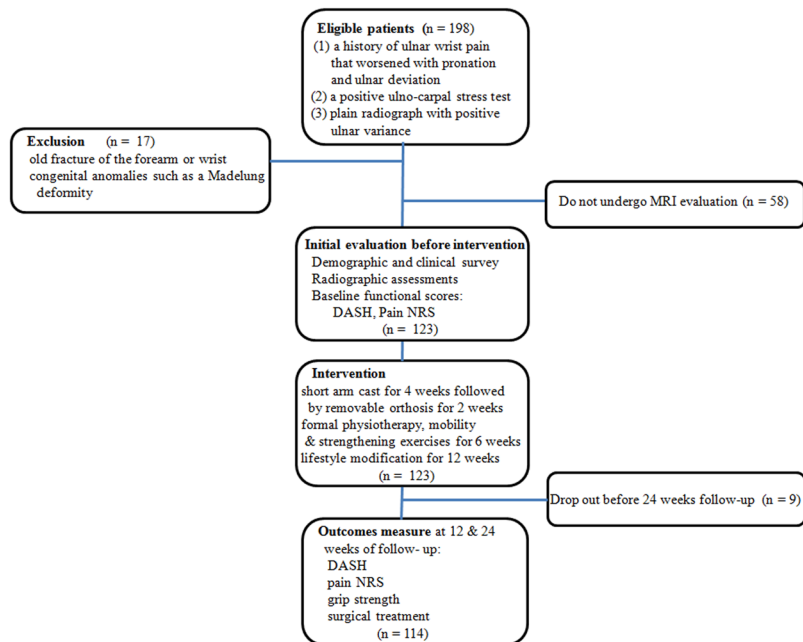 Eligible patients (n = 198)
(1) a history of ulnar wrist pain
that worsened with pronation
and ulnar deviation
(2) a positive ulno-carpal stress test
(3) plain radiograph with positive
ulnar variance
Exclusion (n = 17)
old fracture of the forearm or wrist
congenital anomalies such as a Madelung
deformity
Do not undergo MRI evaluation (n = 58)
Initial evaluation before intervention
Demographic and clinical survey
Radiographic assessments
Baseline functional scores:
DASH, Pain NRS
(n = 123)
Intervention
short arm cast for 4 weeks followed
by removable orthosis for 2 weeks
formal physiotherapy, mobility
& strengthening exercises for 6 weeks
lifestyle modification for 12 weeks
(n = 123)
Drop out before 24 weeks follow-up (n = 9)
Outcomes measure at 12 & 24
weeks of follow- up:
DASH
pain NRS
grip strength
surgical treatment
(n = 114)